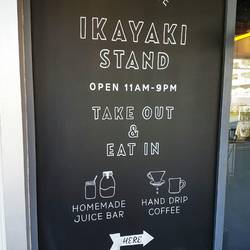 IKAYAKI
STAND
OPEN 11AM-9PM
TAKE OUT
&
EAT IN
HOMEMADE
JUICE BAR
HAND DRIP
COFFEE
HERE